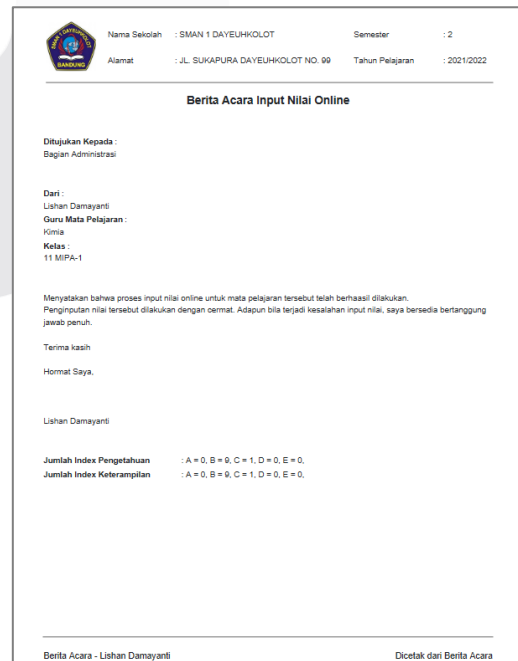 SMAN 1 DAYEUHKOLOT
BANDUNG
Nama Sekolah : SMAN 1 DAYEUHKOLOT Semester : 2
Alamat : JL. SUKAPURA DAYEUHKOLOT NO. 99 Tahun Pelajaran : 2021/2022
Berita Acara Input Nilai Online
Ditujukan Kepada :
Bagian Administrasi
Dari :
Lishan Damayanti
Guru Mata Pelajaran :
Kimia
Kelas :
11 MIPA-1
Menyatakan bahwa proses input nilai online untuk mata pelajaran tersebut telah berhaasil dilakukan.
Penginputan nilai tersebut dilakukan dengan cermat. Adapun bila terjadi kesalahan input nilai, saya bersedia bertanggung
jawab penuh.
Terima kasih
Hormat Saya,
Lishan Damayanti
Jumlah Index Pengetahuan : A = 0, B = 9, C = 1, D = 0, E = 0,
Jumlah Index Keterampilan : A = 0, B = 9, C = 1, D = 0, E = 0,
Berita Acara - Lishan Damayanti Dicetak dari Berita Acara